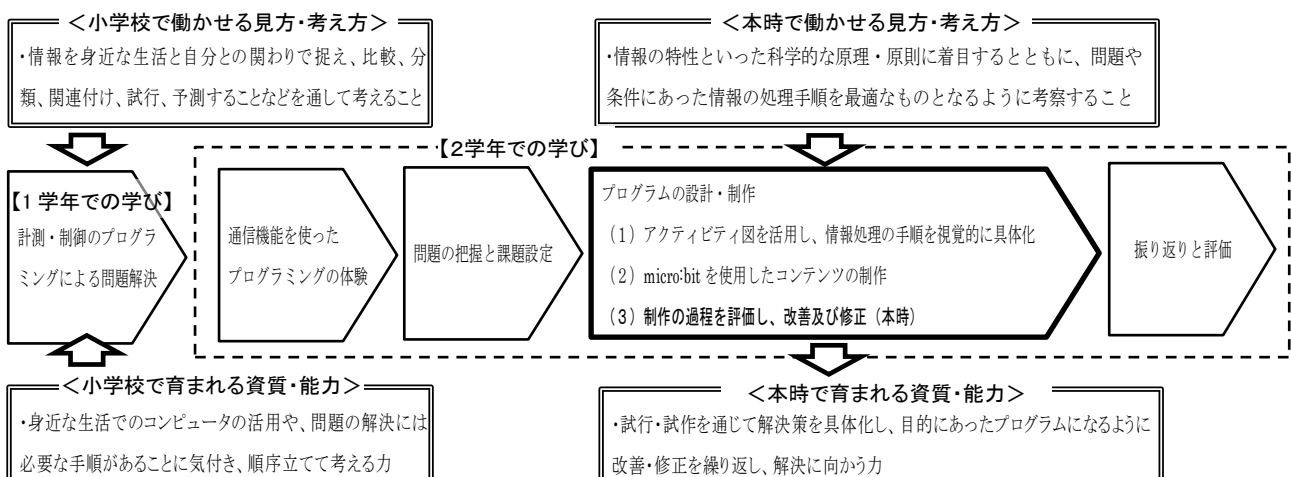 ＜小学校で働かせる見方・考え方＞
・情報を身近な生活と自分との関わりで捉え、比較、分
類、関連付け、試行、予測することなどを通して考えること
＜本時で働かせる見方・考え方＞
・情報の特性といった科学的な原理・原則に着目するとともに、問題や
条件にあった情報の処理手順を最適なものとなるように考察すること
【2学年での学び】
【1学年での学び】
計測・制御のプログラ
ミングによる問題解決
通信機能を使った
プログラミングの体験
問題の把握と課題設定
プログラムの設計・制作
（1）アクティビティ図を活用し、情報処理の手順を視覚的に具体化
（2）micro:bit を使用したコンテンツの制作
（3）制作の過程を評価し、改善及び修正（本時）
振り返りと評価
＜小学校で育まれる資質・能力＞
・身近な生活でのコンピュータの活用や、問題の解決には
必要な手順があることに気付き、順序立てて考える力
＜本時で育まれる資質・能力＞
・試行・試作を通じて解決策を具体化し、目的にあったプログラムになるように
改善・修正を繰り返し、解決に向かう力